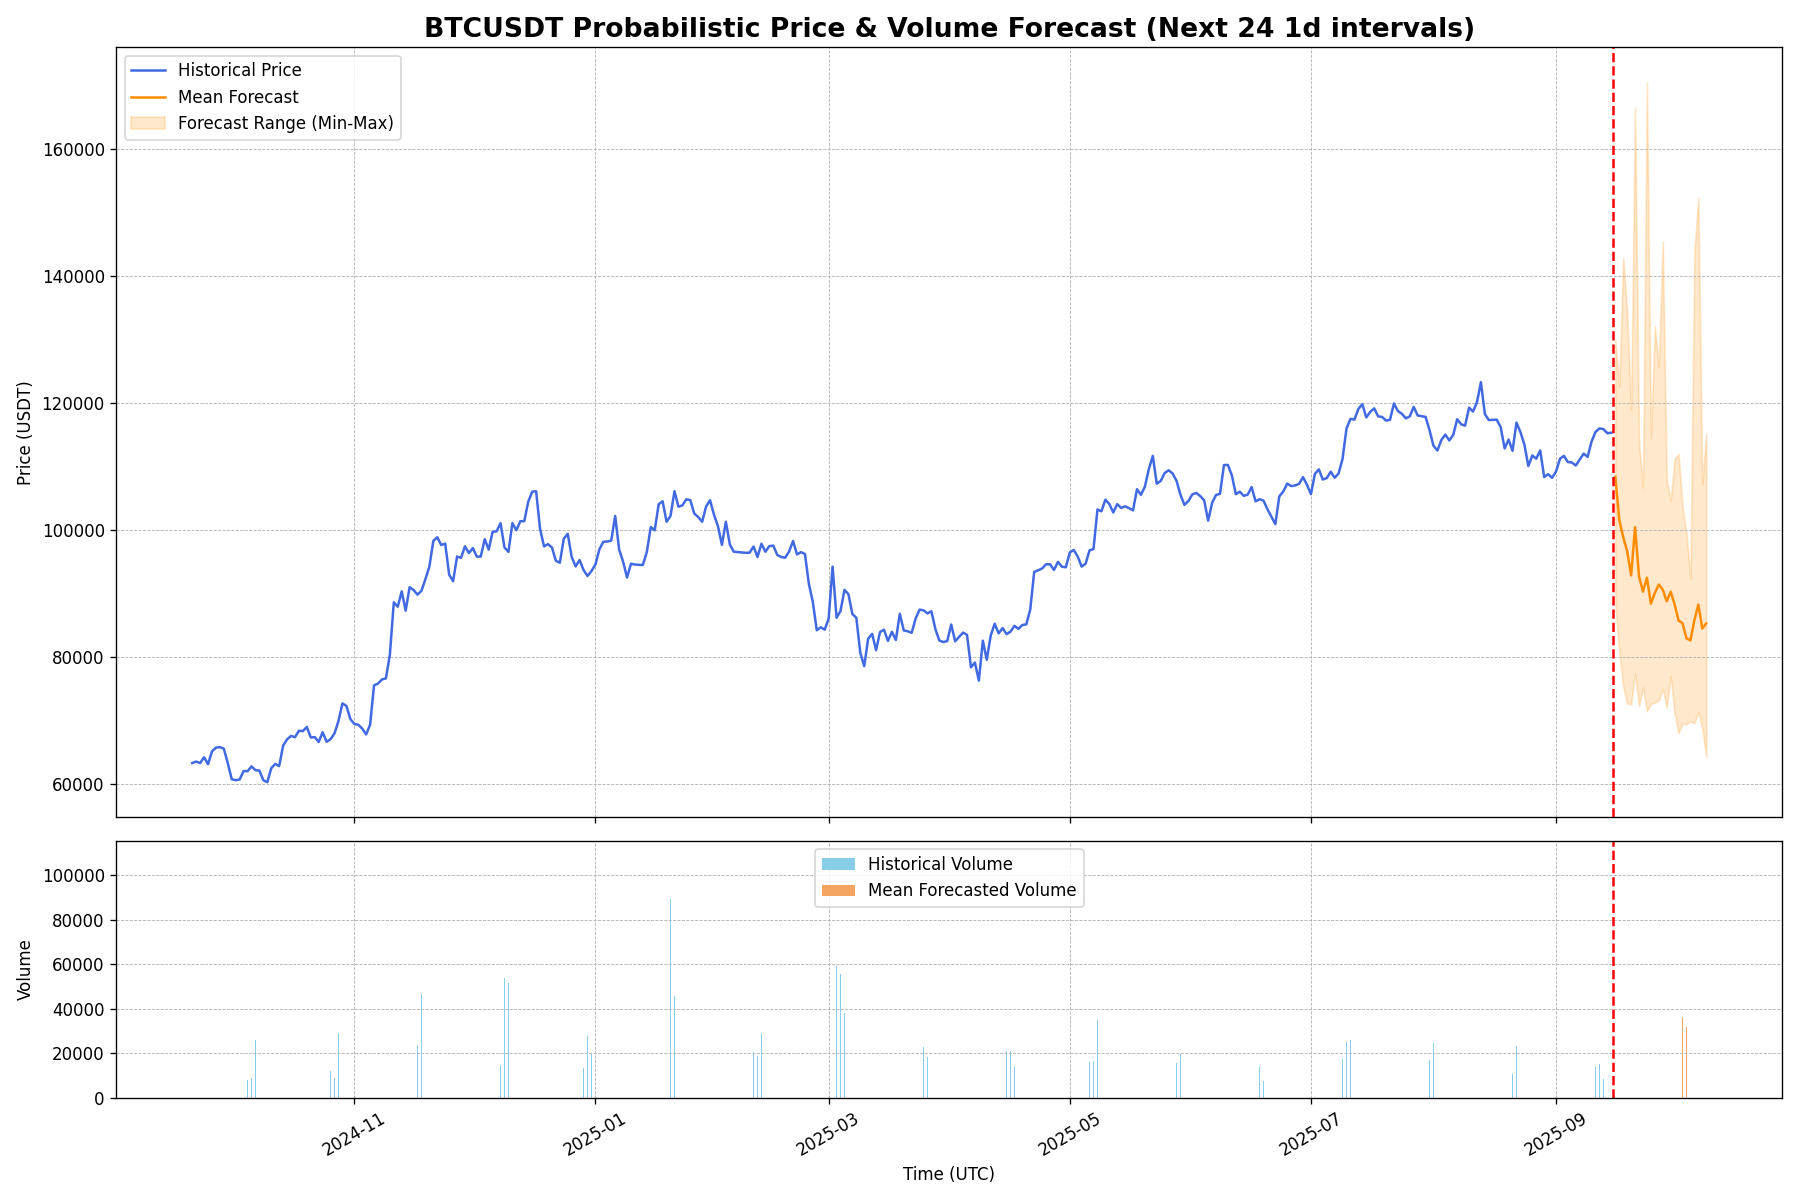 BTCUSDT Probabilistic Price & Volume Forecast (Next 24 1d intervals)
Historical Price
Mean Forecast
Forecast Range (Min-Max)
Price (USDT)
160000
140000
120000
100000
80000
60000
Historical Volume
Mean Forecasted Volume
Volume
100000
80000
60000
40000
20000
0
2024-11
2025-01
2025-03
2025-05
2025-07
2025-09
Time (UTC)